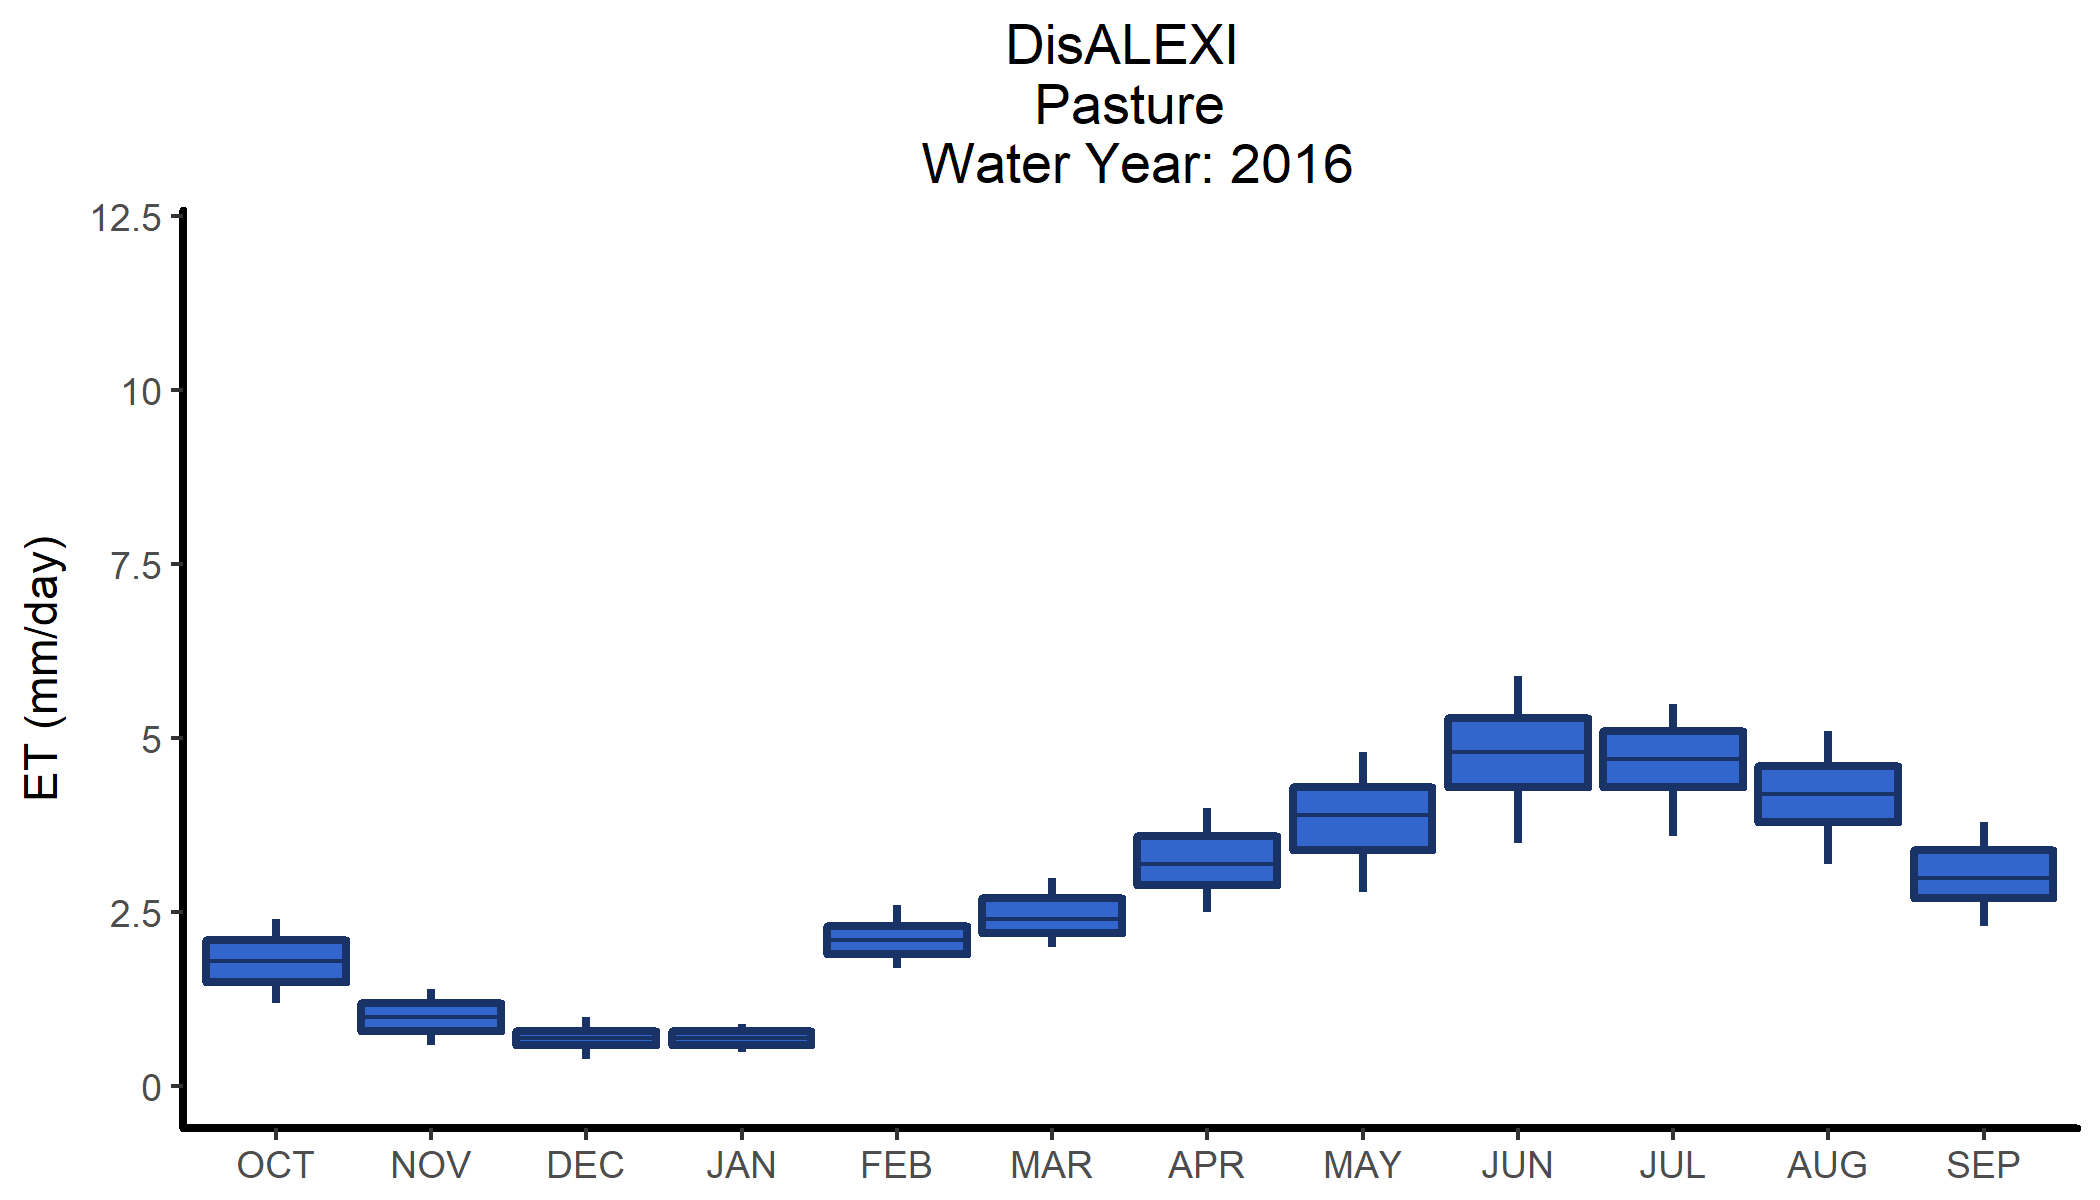 DisALEXI
Pasture
Water Year: 2016
ET (mm/day)
12.5
10
7.5
5
2.5
0
OCT NOV DEC JAN FEB MAR APR MAY JUN JUL AUG SEP